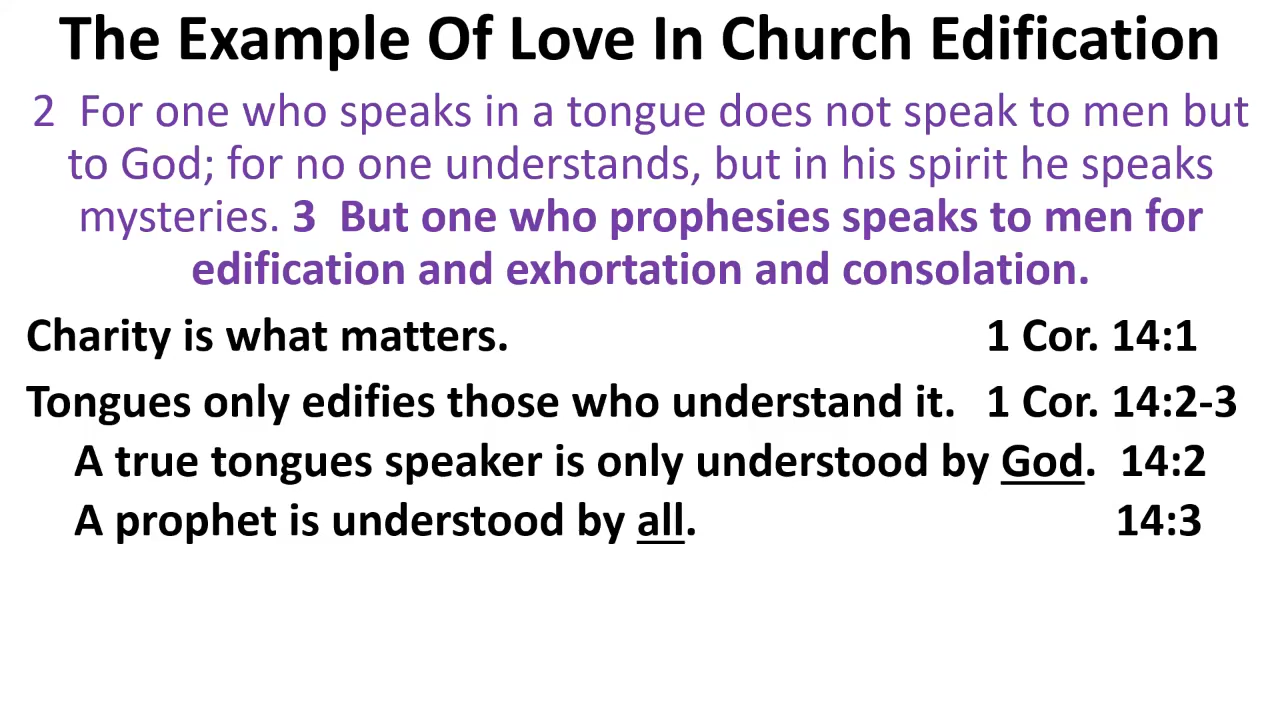 The Example Of Love In Church Edification
2 For one who speaks in a tongue does not speak to men but
to God; for no one understands, but in his spirit he speaks
mysteries. 3 But one who prophesies speaks to men for
edification and exhortation and consolation.
Charity is what matters. 1 Cor. 14:1
Tongues only edifies those who understand it. 1 Cor. 14:2-3
A true tongues speaker is only understood by God. 14:2
A prophet is understood by all. 14:3